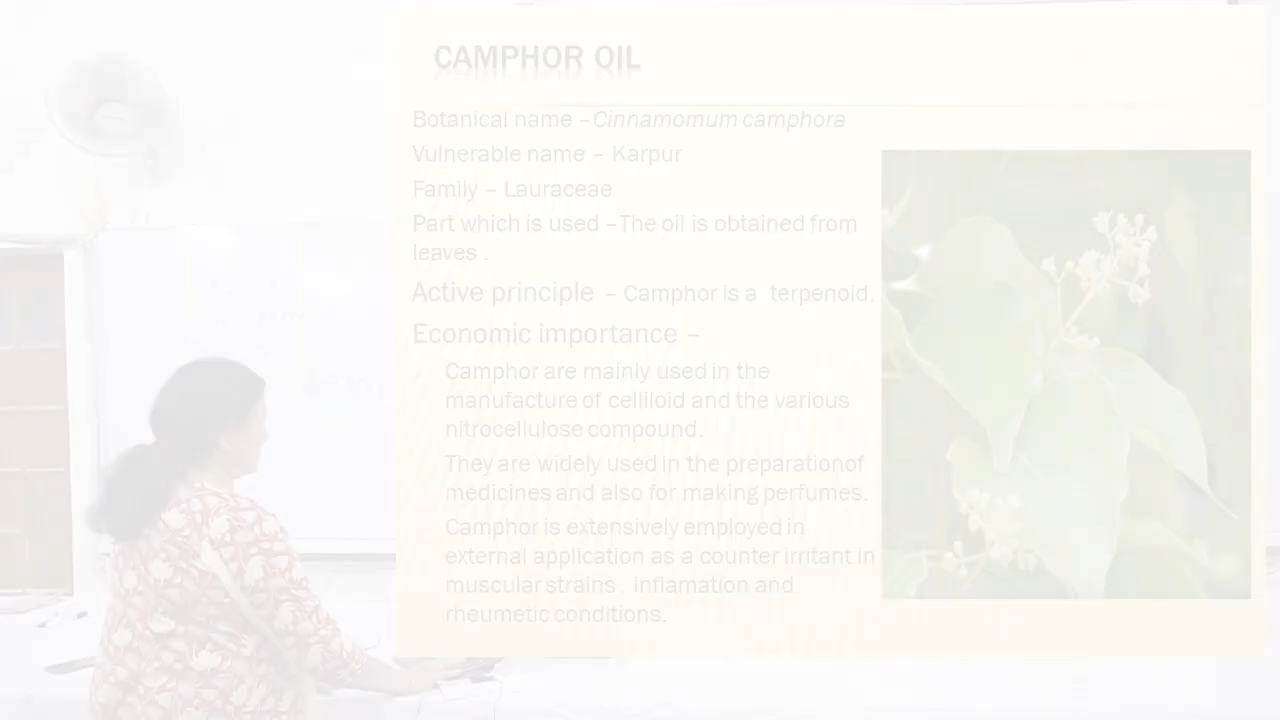 CAMPHOR OIL
Botanical name – Cinnamomum camphora
Vulnerable name – Karpur
Family – Lauraceae
Part which is used – The oil is obtained from
leaves .
Active principle – Camphor is a terpenoid.
Economic importance –
Camphor are mainly used in the
manufacture of celliloid and the various
nitrocellulose compound.
They are widely used in the preparationof
medicines and also for making perfumes.
Camphor is extensively employed in
external application as a counter irritant in
muscular strains . inflamation and
rheumetic conditions.